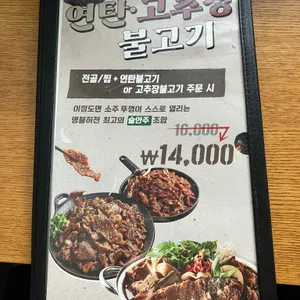 연탄·고추장
불고기
전골/찜 + 연탄불고기
or 고추장불고기 주문 시
이정도면 소주 뚜껑이 스스로 열리는
명불허전 최고의 술안주 조합
16,000
₩14,000